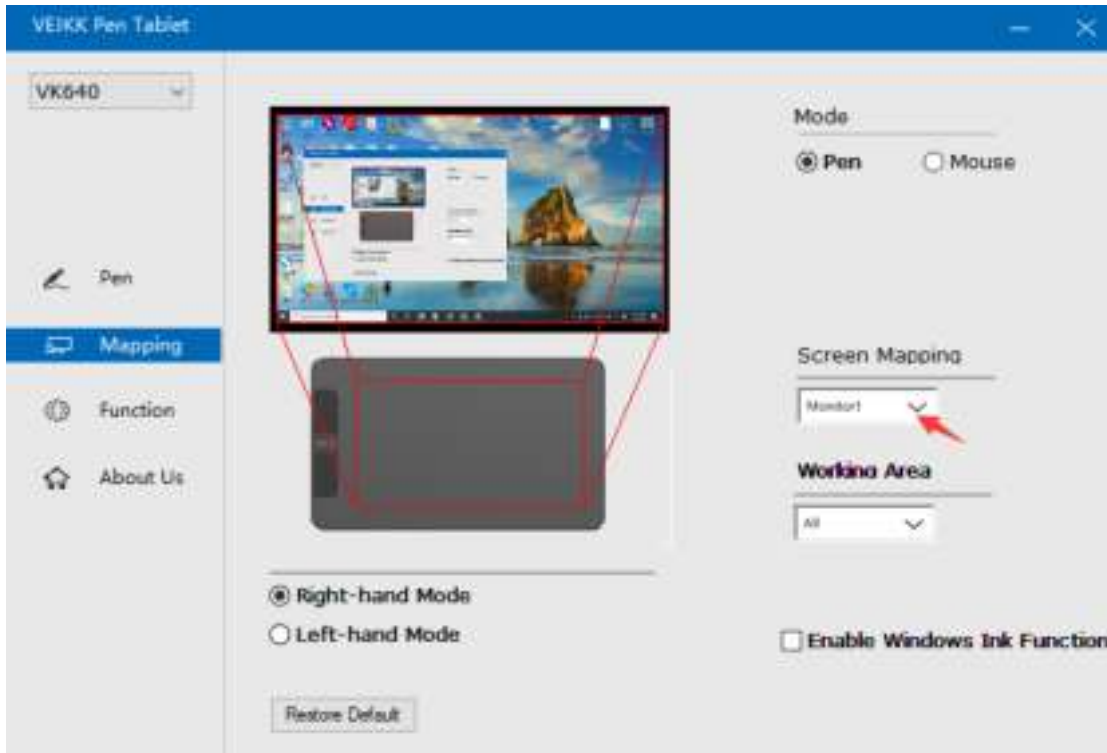 VEIKK Pen Tablet
VK640
Mode
Pen
Mouse
Pen
Mapping
Function
About Us
Screen Mapping
Monitor1
Working Area
All
Right-hand Mode
Left-hand Mode
Enable Windows Ink Function
Restore Default